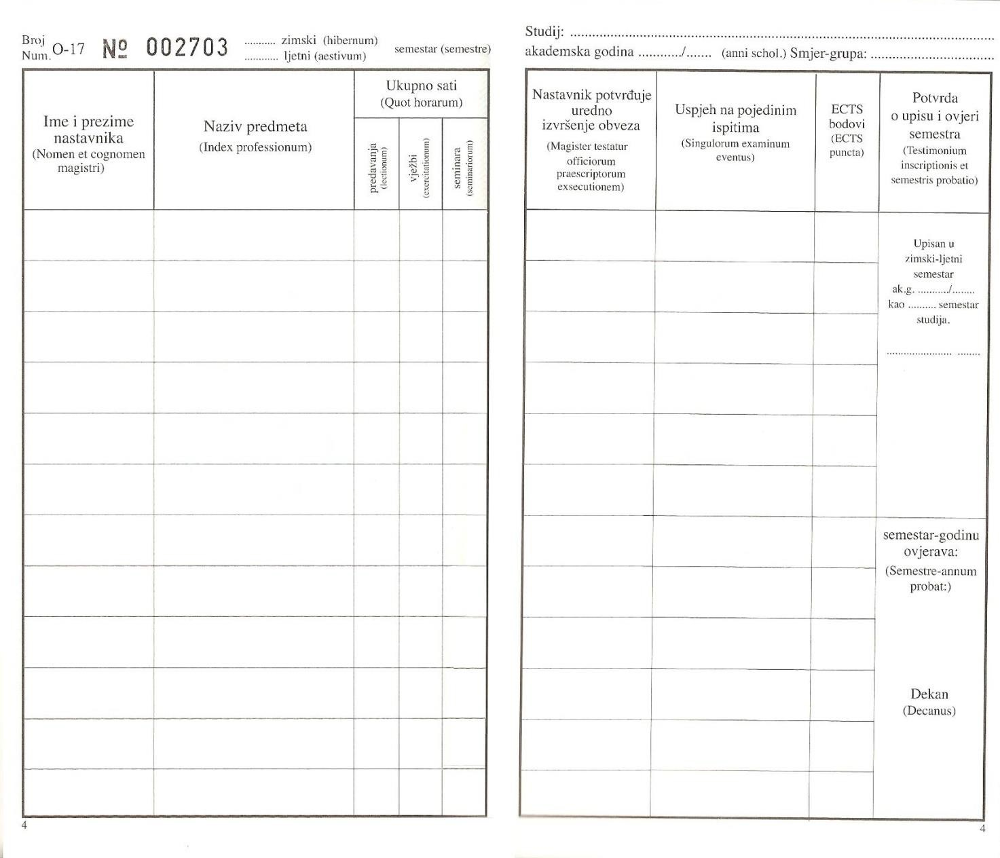 Broj
Num. O-17 № 002703 ........... zimski (hibernum)
............ ljetni (aestivum) semestar (semestre)
Ime i prezime
nastavnika
(Nomen et cognomen
magistri)
Naziv predmeta
(Index professionum)
Ukupno sati
(Quot horarum)
predavanja
(lectionum)
vježbi
(exercitationum)
seminara
(seminariorum)
4
Studij: ....................................................................................
akademska godina ............/....... (anni schol.) Smjer-grupa: ..................................
Nastavnik potvrđuje
uredno
izvršenje obveza
(Magister testatur
officiorum
praescriptorum
exsecutionem)
Uspjeh na pojedinim
ispitima
(Singulorum examinum
eventus)
ECTS
bodovi
(ECTS
puncta)
Potvrda
o upisu i ovjeri
semestra
(Testimonium
inscriptionis et
semestris probatio)
Upisan u
zimski-ljetni
semestar
ak.g. .........../........
kao .......... semestar
studija.
........................ ........
semestar-godinu
ovjerava:
(Semestre-annum
probat:)
Dekan
(Decanus)
4